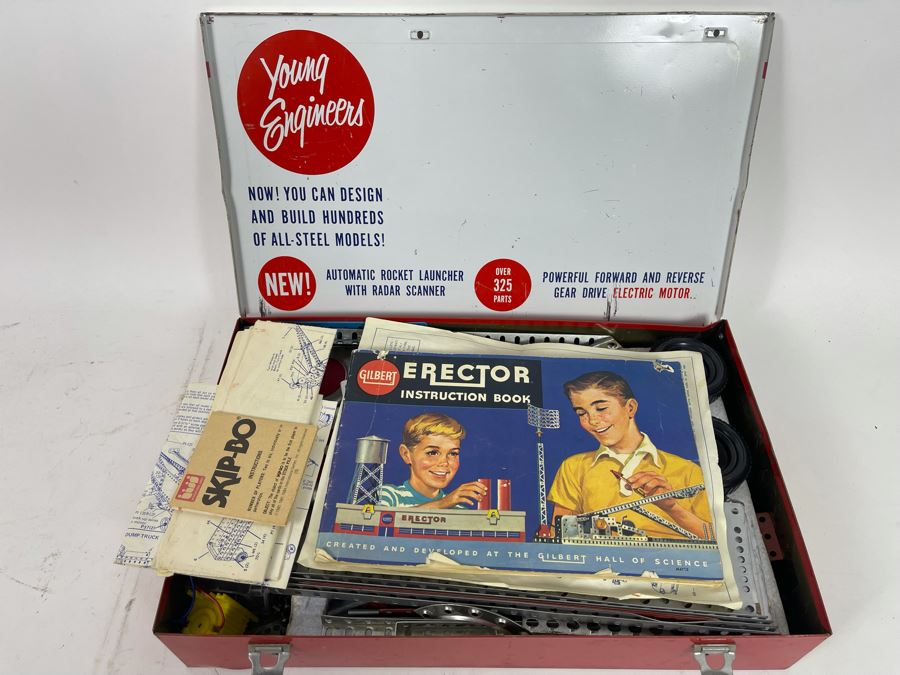 Young
Engineers
NOW! YOU CAN DESIGN
AND BUILD HUNDREDS
OF ALL-STEEL MODELS!
NEW!
AUTOMATIC ROCKET LAUNCHER
WITH RADAR SCANNER
OVER
325
PARTS
POWERFUL FORWARD AND REVERSE
GEAR DRIVE ELECTRIC MOTOR..
GILBERT
ERECTOR
INSTRUCTION BOOK
ERECTOR
CREATED AND DEVELOPED AT THE GILBERT HALL OF SCIENCE
SKIP-BO
INSTRUCTIONS
DUMP TRUCK